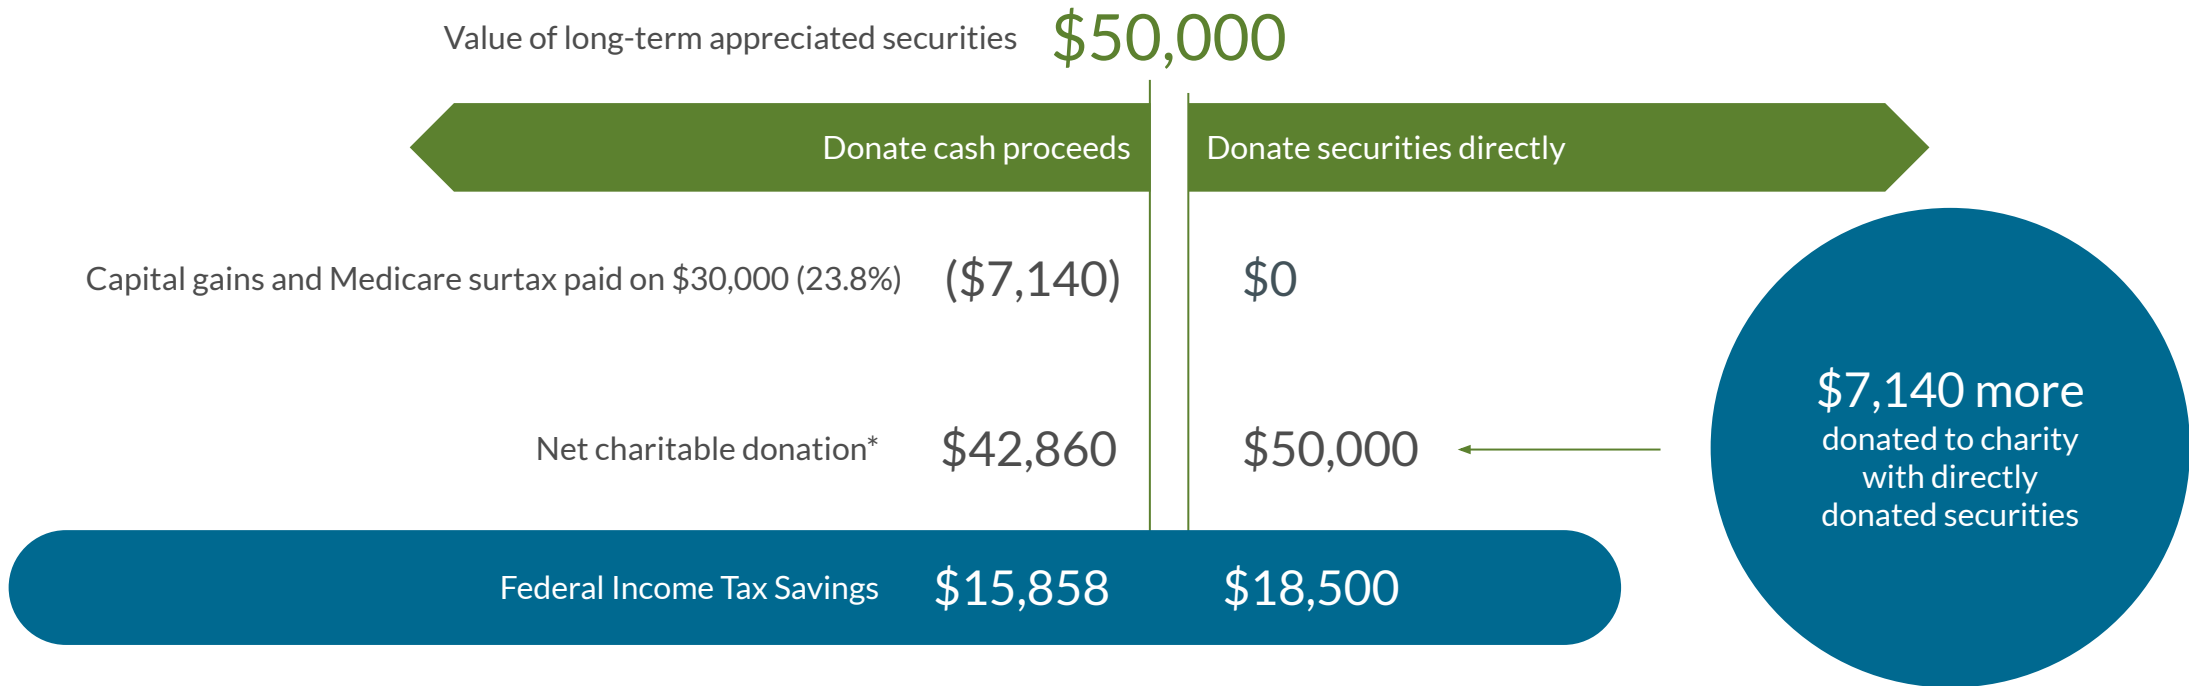 Value of long-term appreciated securities $50,000
Donate cash proceeds Donate securities directly
Capital gains and Medicare surtax paid on $30,000 (23.8%) ($7,140) $0
Net charitable donation* $42,860 $50,000
$7,140 more
donated to charity
with directly
donated securities
Federal Income Tax Savings $15,858 $18,500